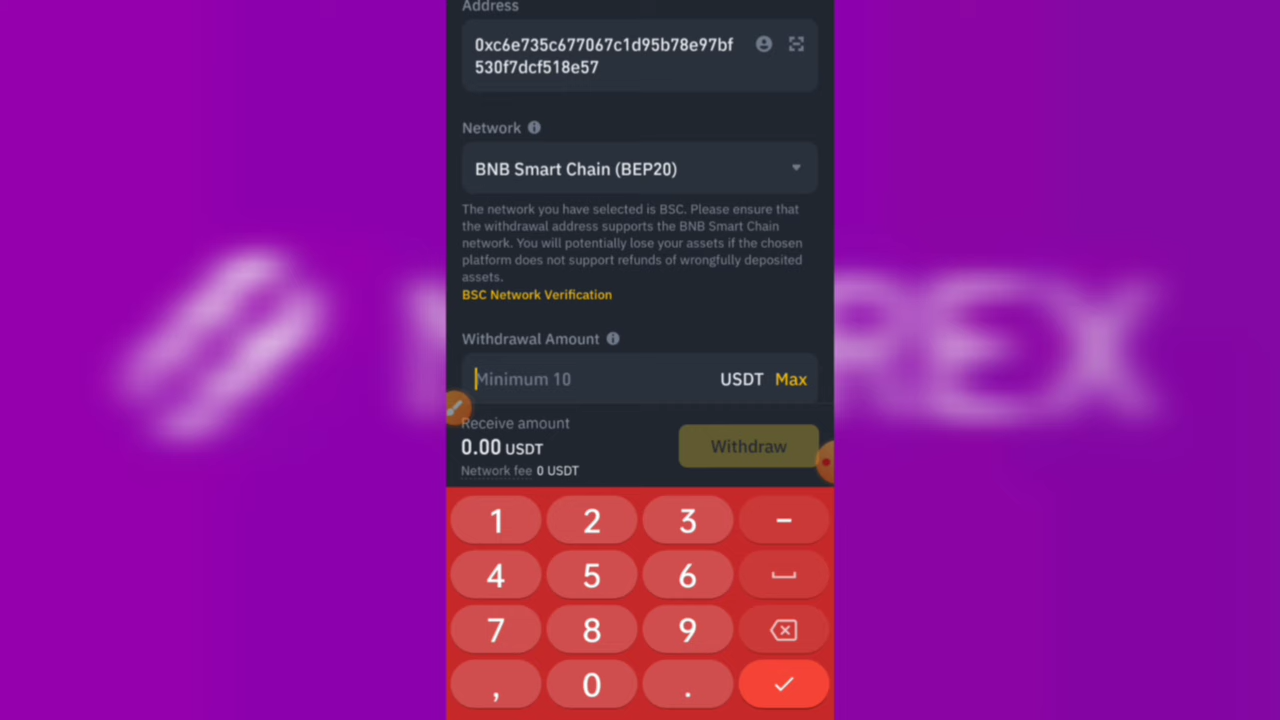 Address
0xc6e735c677067c1d95b78e97bf
530f7dcf518e57
Network
BNB Smart Chain (BEP20)
The network you have selected is BSC. Please ensure that
the withdrawal address supports the BNB Smart Chain
network. You will potentially lose your assets if the chosen
platform does not support refunds of wrongfully deposited
assets.
BSC Network Verification
Withdrawal Amount
Minimum 10 USDT Max
Receive amount
0.00 USDT
Withdraw
Network fee 0 USDT
1 2 3 -
4 5 6
7 8 9
, 0 .
REX